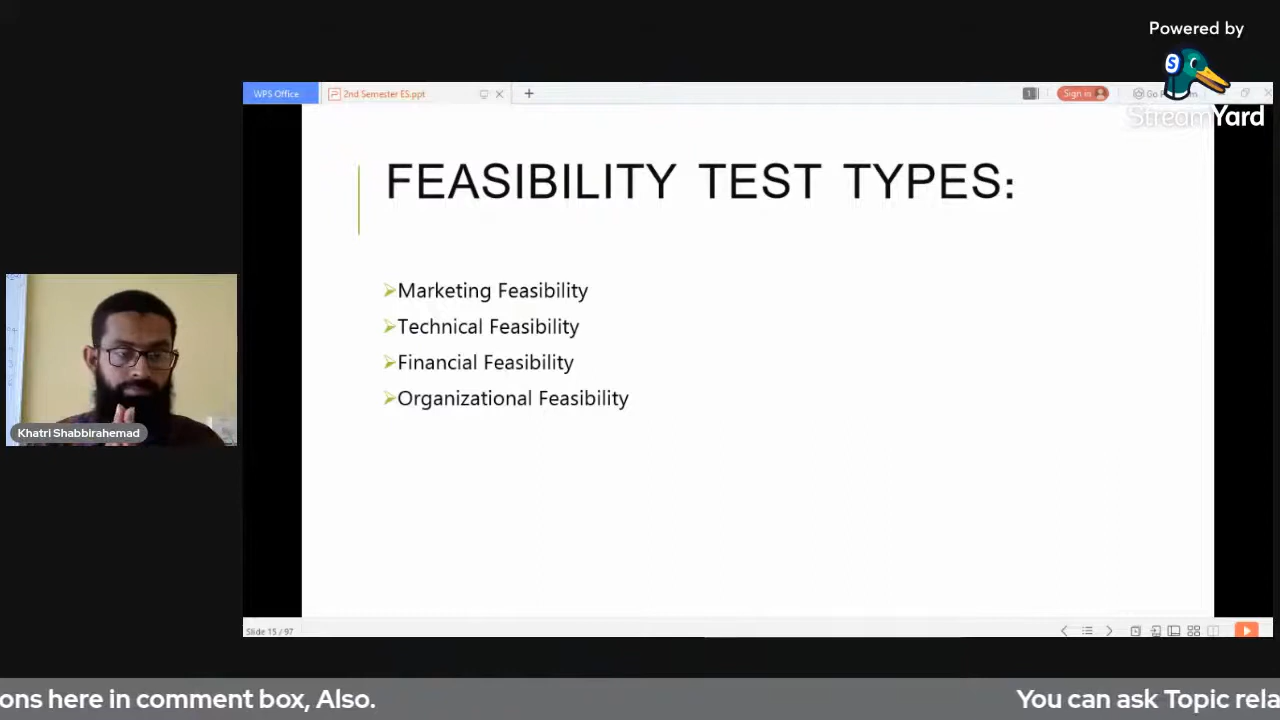 Powered by
StreamYard
WPS Office
2nd Semester ES.ppt
Sign in
Go
FEASIBILITY TEST TYPES:
Marketing Feasibility
Technical Feasibility
Financial Feasibility
Organizational Feasibility
Khatri Shabbirahemad
Slide 15 / 97
ons here in comment box, Also.
You can ask Topic rela